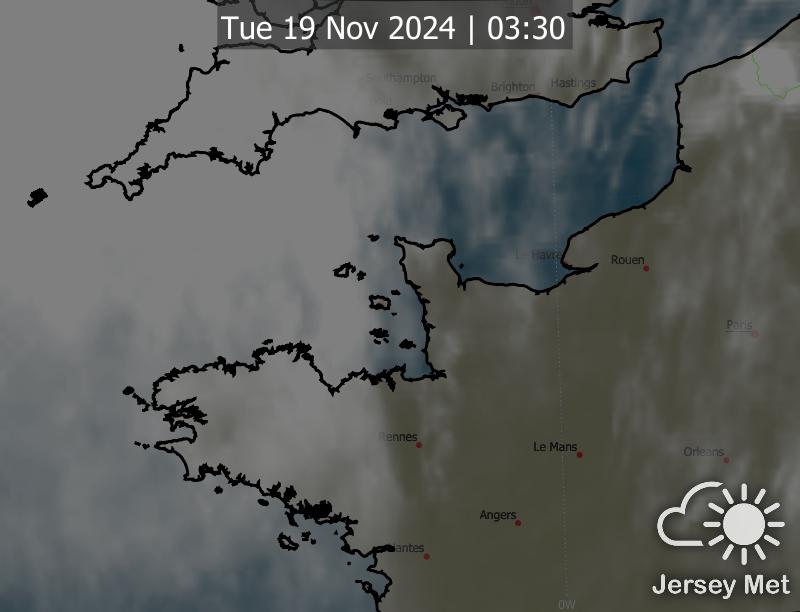 Tue 19 Nov 2024 | 03:30
Southampton
Brighton
Hastings
Le Havre
Rouen
Paris
Rennes
Le Mans
Orleans
Angers
Nantes
0W
Jersey Met